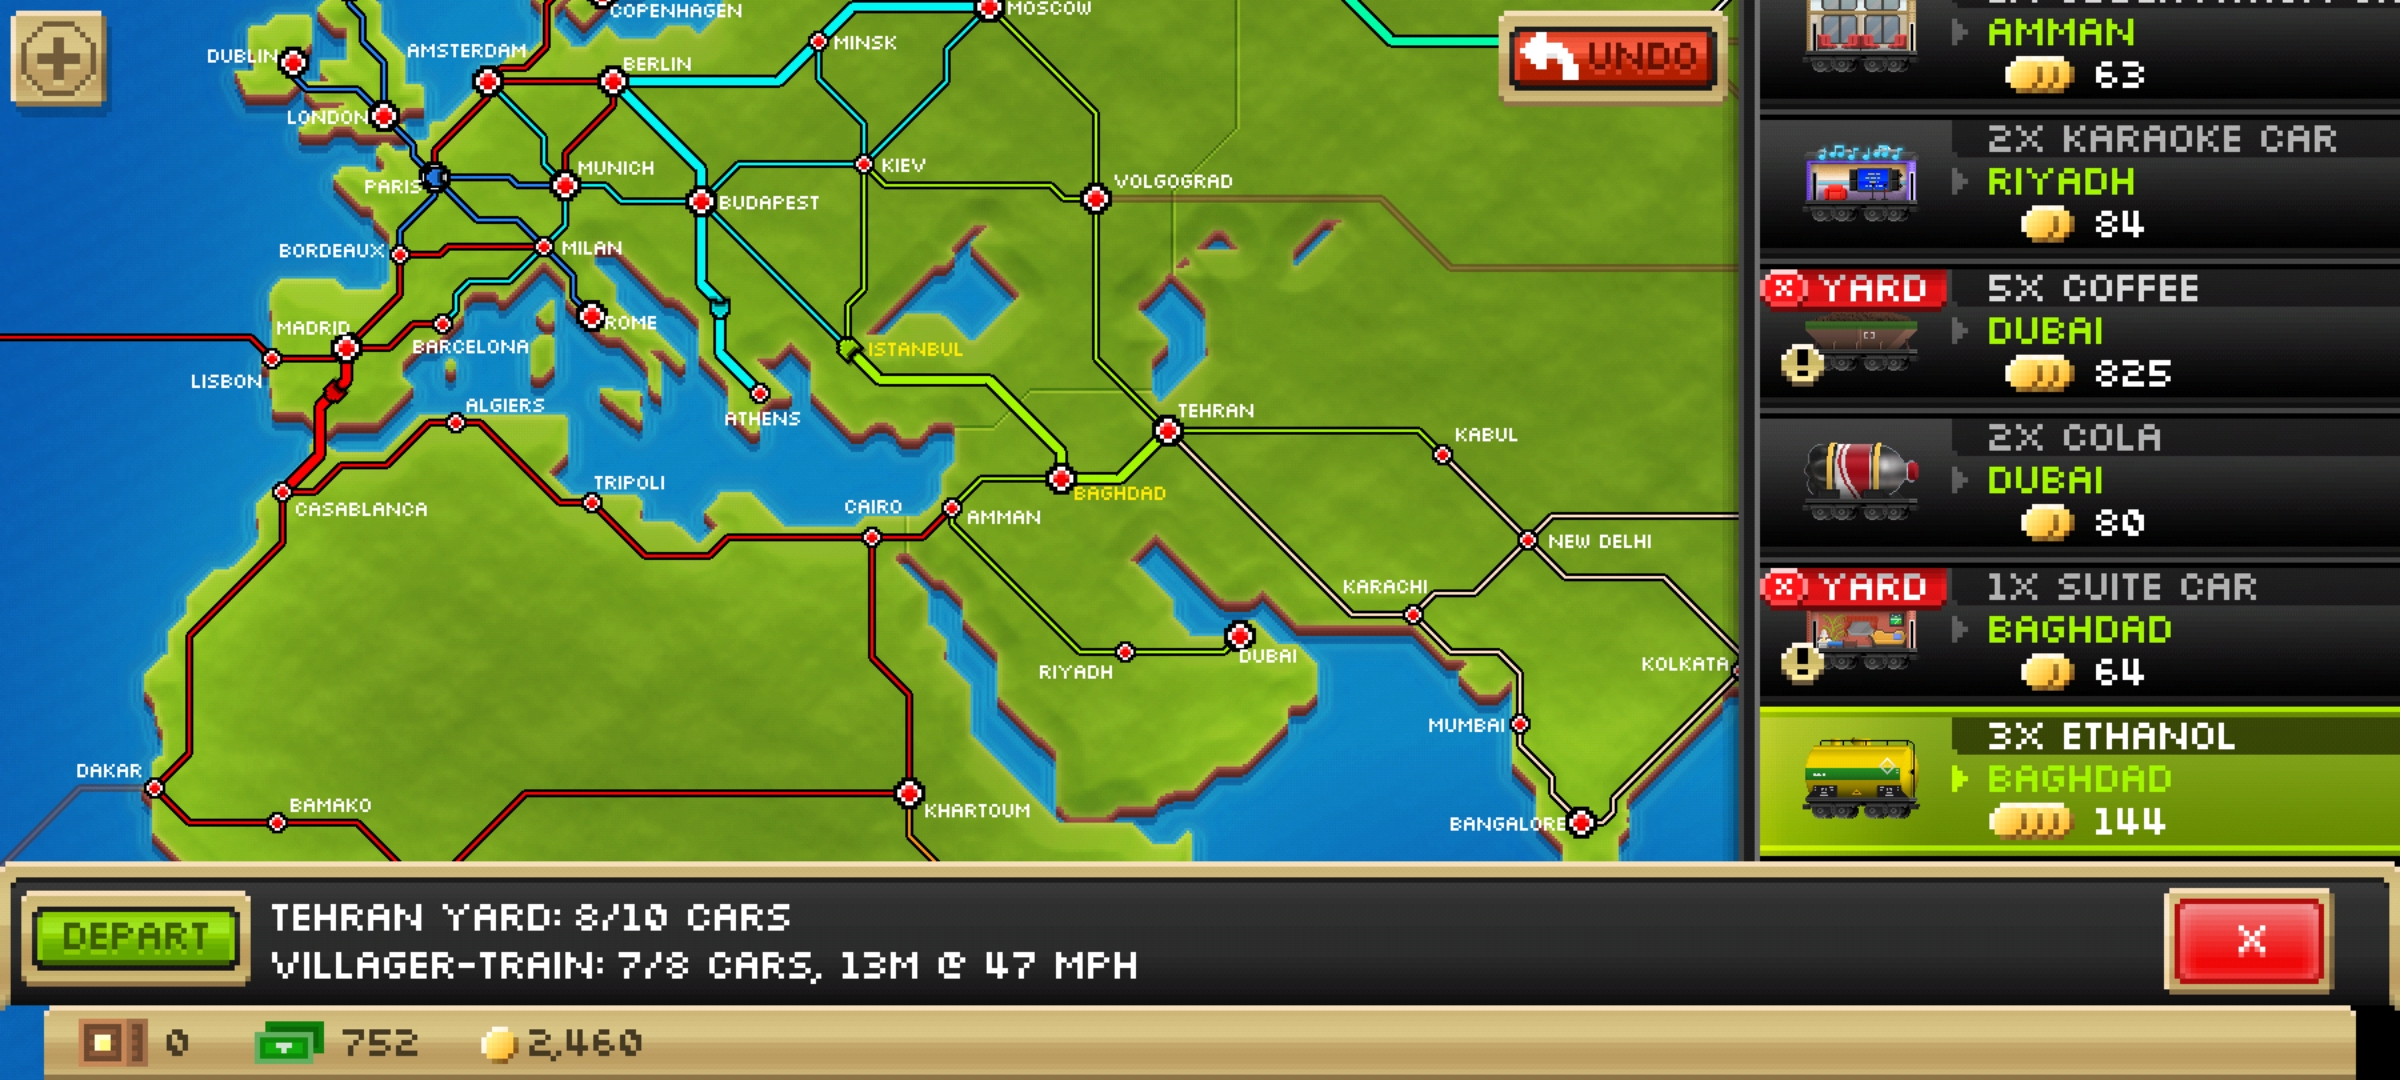 COPENHAGEN
MOSCOW
MINSK
DUBLIN
AMSTERDAM
BERLIN
LONDON
PARIS
MUNICH
KIEV
VOLGOGRAD
BUDAPEST
BORDEAUX
MILAN
MADRID
ROME
BARCELONA
ISTANBUL
LISBON
ALGIERS
ATHENS
TEHRAN
KABUL
TRIPOLI
BAGHDAD
CASABLANCA
CAIRO
AMMAN
NEW DELHI
KARACHI
RIYADH
DUBAI
KOLKATA
MUMBAI
DAKAR
BAMAKO
KHARTOUM
BANGALORE
UNDO
AMMAN
63
2X KARAOKE CAR
RIYADH
84
YARD
5X COFFEE
DUBAI
825
2X COLA
DUBAI
80
YARD
1X SUITE CAR
BAGHDAD
64
3X ETHANOL
BAGHDAD
144
DEPART
TEHRAN YARD: 8/10 CARS
VILLAGER-TRAIN: 7/8 CARS, 13M @ 47 MPH
X
0
752
2,460